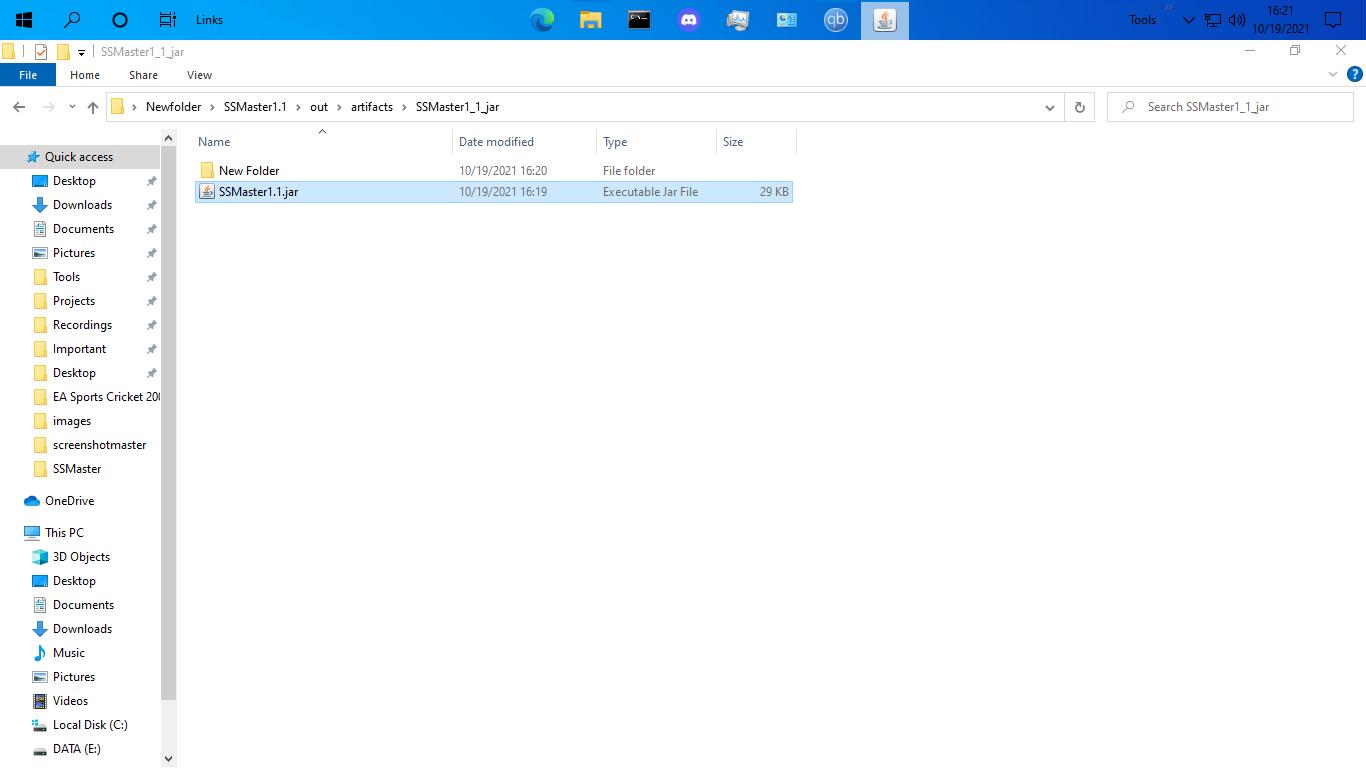 Links
qb
Tools
16:21
10/19/2021
SSMaster1_1_jar
File Home Share View
?
Newfolder SSMaster1.1 out artifacts SSMaster1_1_jar
Search SSMaster1_1_jar
Name Date modified Type Size
New Folder 10/19/2021 16:20 File folder
SSMaster1.1.jar 10/19/2021 16:19 Executable Jar File 29 KB
Quick access
Desktop
Downloads
Documents
Pictures
Tools
Projects
Recordings
Important
Desktop
EA Sports Cricket 200
images
screenshotmaster
SSMaster
OneDrive
This PC
3D Objects
Desktop
Documents
Downloads
Music
Pictures
Videos
Local Disk (C:)
DATA (E:)